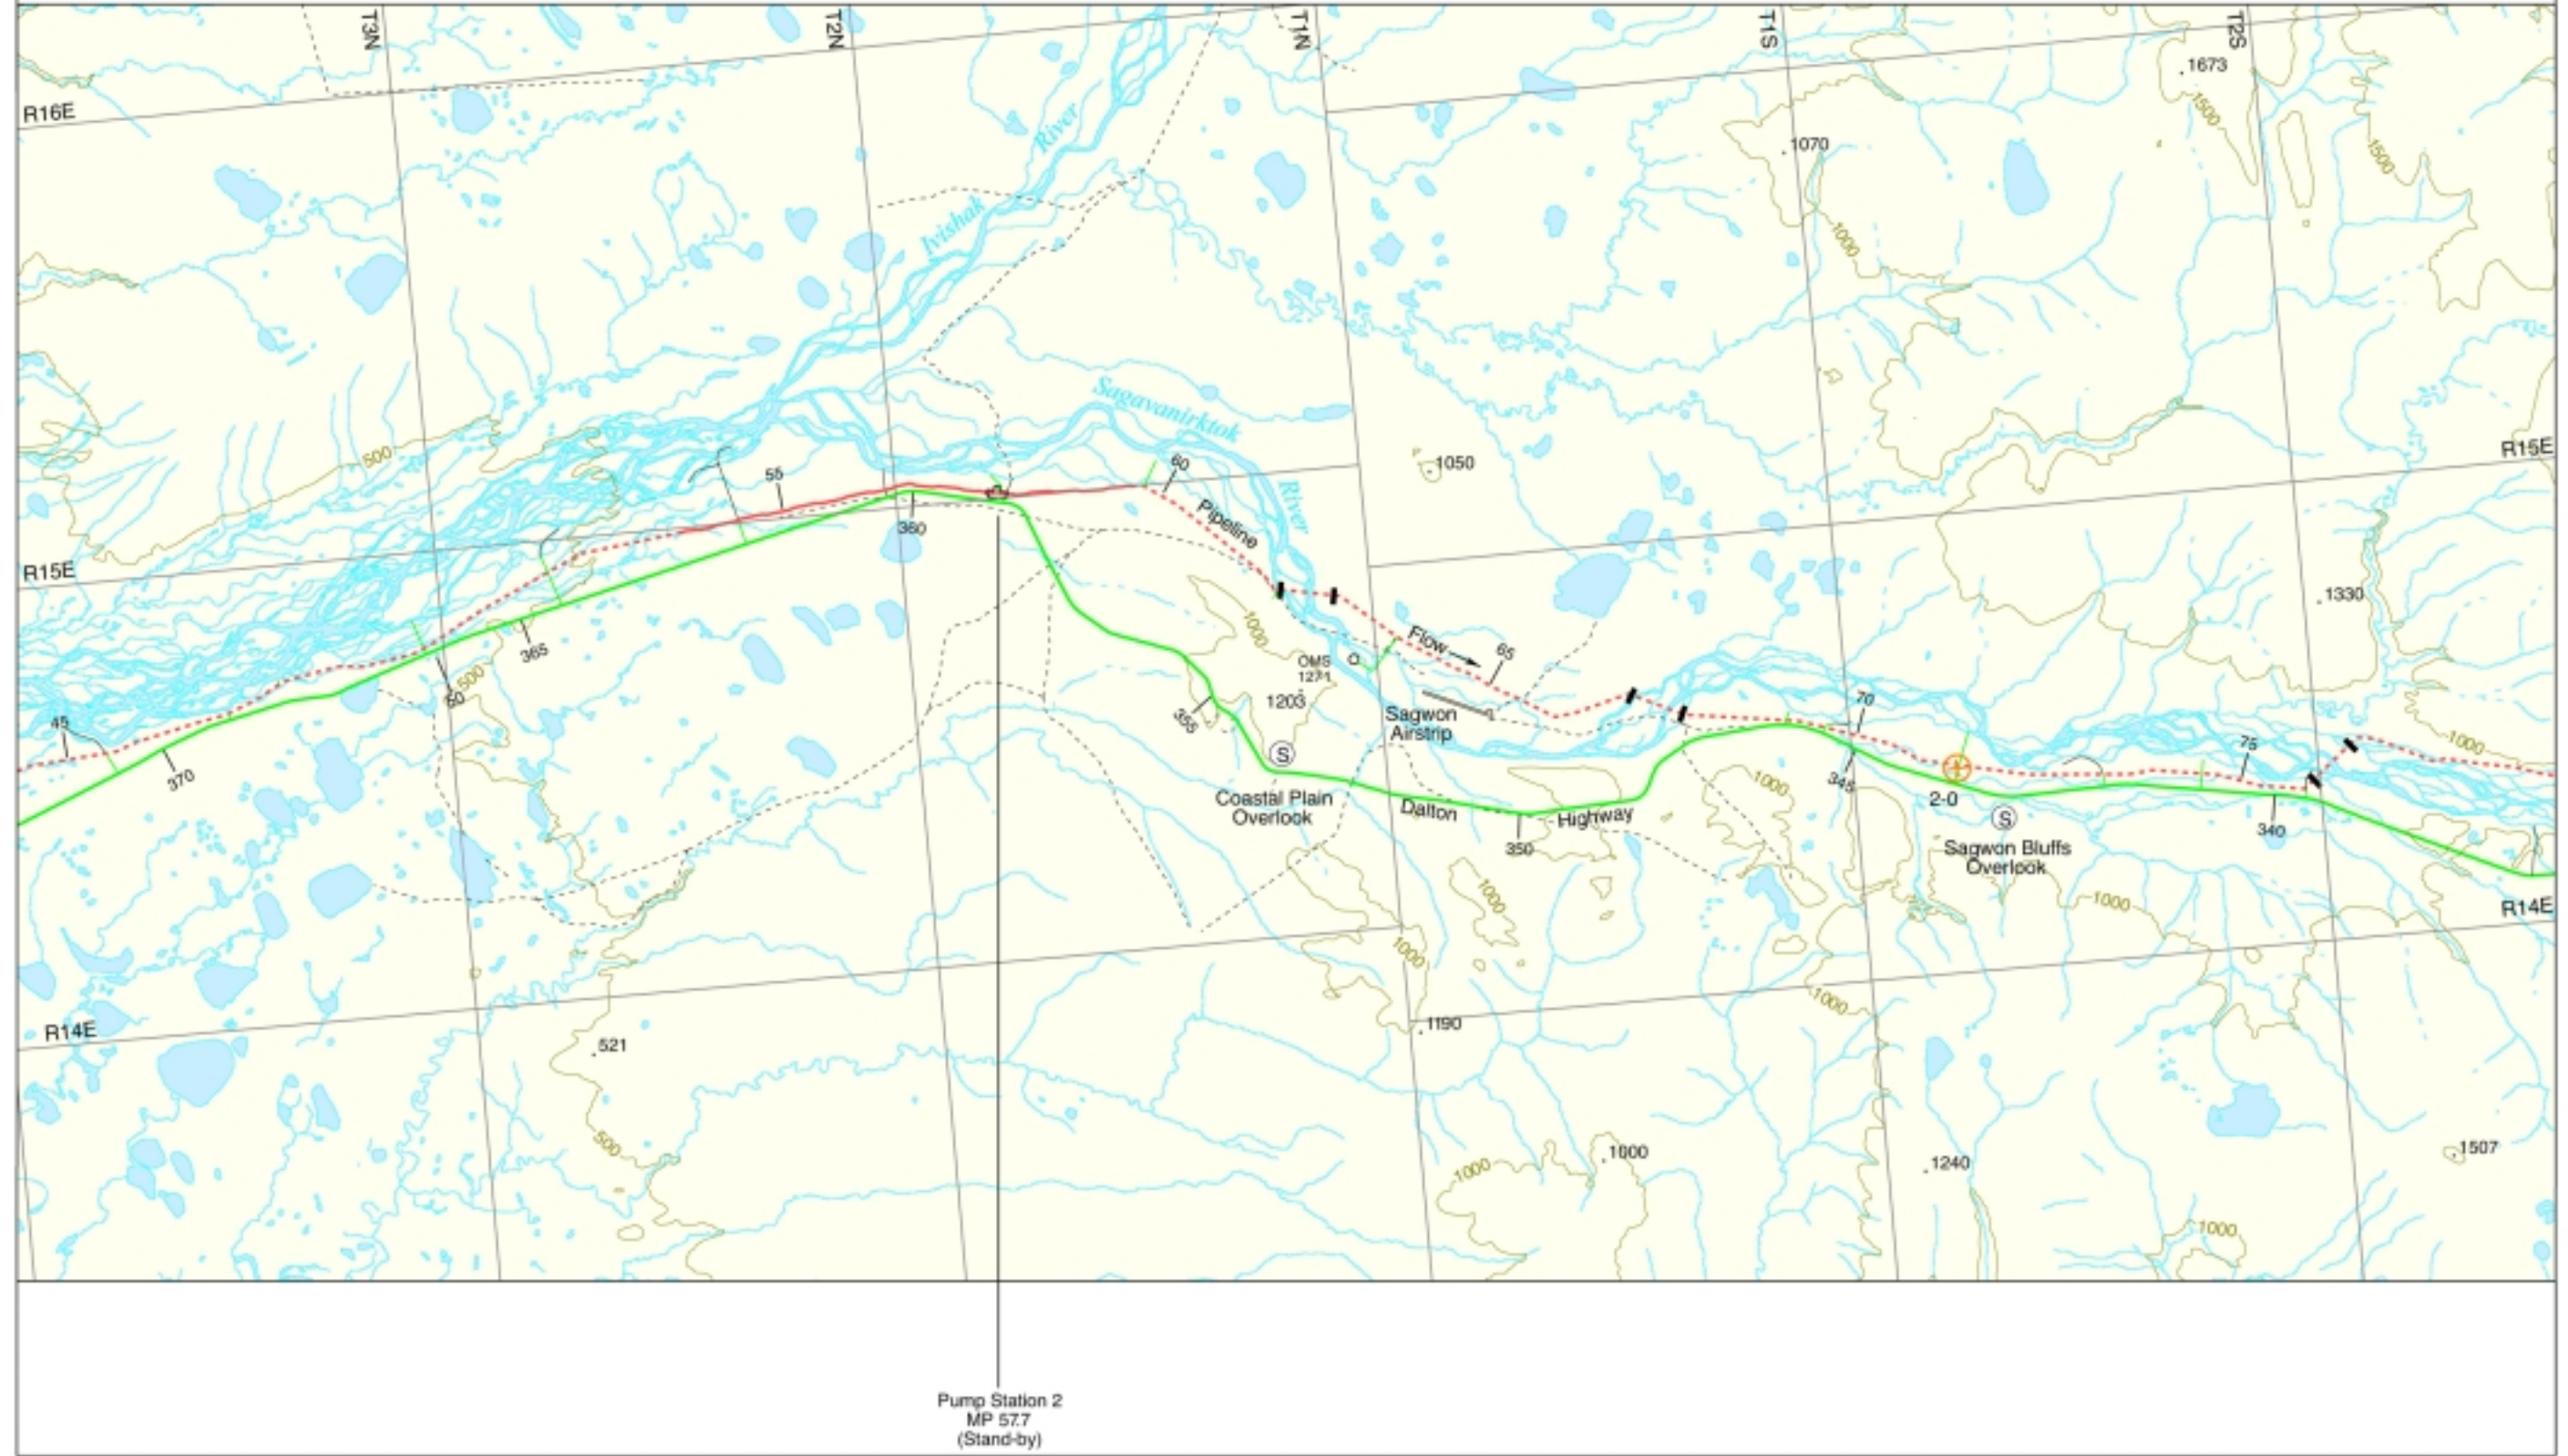 T3N
T2N
T1N
T1S
T2S
1673
R16E
1500
River
1500
1070
Ivishak
1000
Sagavanirktok
R15E
500
1050
60
55
River
Pipeline
360
R15E
1330
Flow
65
365
OMS
127-1
500
50
1203
70
355
Sagwon
Airstrip
45
S
75
1000
370
1000
345
Coastal Plain
Overlook
Dalton
Highway
2-0
S
340
350
Sagwon Bluffs
Overlook
1000
1000
R14E
1000
1000
R14E
1190
521
500
1000
1000
1240
1507
1000
Pump Station 2
MP 57.7
(Stand-by)